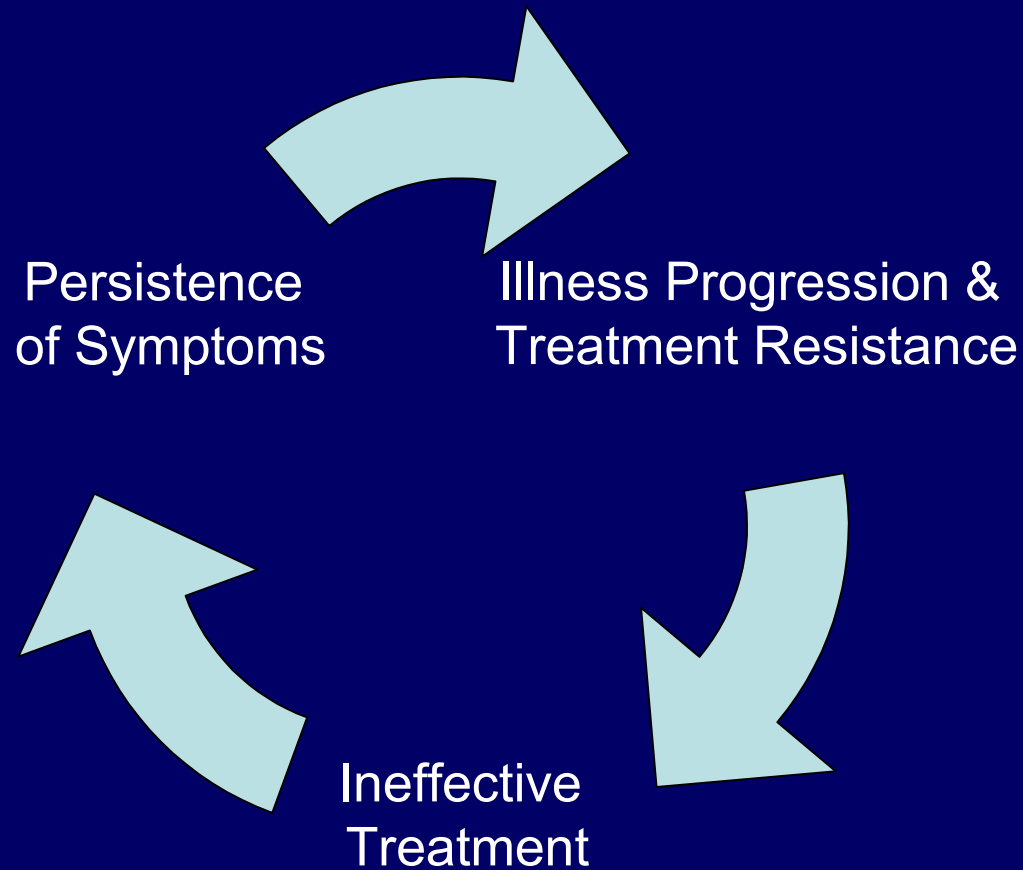 Persistence
of Symptoms
Illness Progression &
Treatment Resistance
Ineffective
Treatment